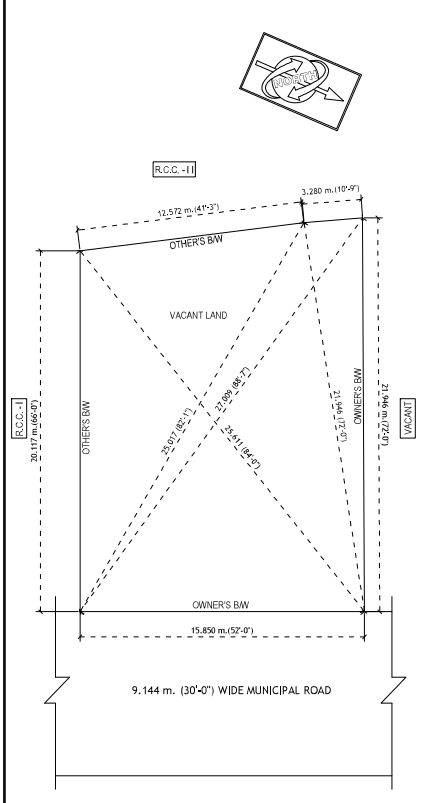 NORTH
R.C.C. -II
3.280 m.(10'-9")
12.572 m.(41'-3")
OTHER'S B/W
VACANT LAND
R.C.C. -I
20.117 m.(66'-0")
OTHER'S B/W
25.017 (82'-1")
27.009 (88'-7")
25.611 (84'-0")
21.946 (72'-0")
OWNER'S B/W
21.946 m.(72'-0")
VACANT
OWNER'S B/W
15.850 m.(52'-0")
9.144 m. (30'-0") WIDE MUNICIPAL ROAD